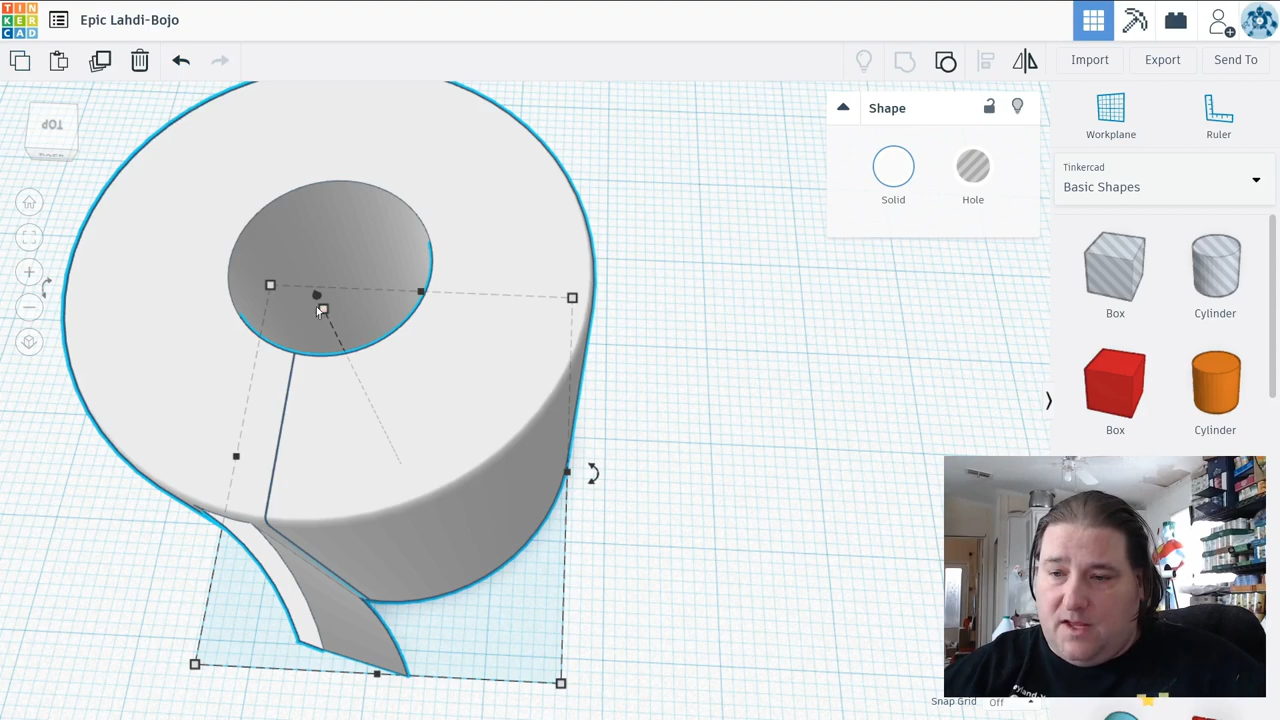 TIN
KER
CAD
Epic Lahdi-Bojo
Import
Export
Send To
TOP
Shape
Solid
Hole
Workplane
Ruler
Tinkercad
Basic Shapes
Box
Cylinder
Box
Cylinder
Snap Grid
Off